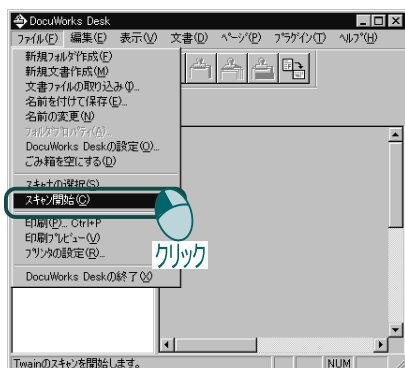 DocuWorks Desk
ﾌｧｲﾙ(F) 編集(E) 表示(V) 文書(D) ﾍﾟｰｼﾞ(P) ﾌﾟﾗｸﾞｲﾝ(T) ﾍﾙﾌﾟ(H)
新規ﾌｫﾙﾀﾞ作成(F)
新規文書作成(M)
文書ﾌｧｲﾙの取り込み(I)...
名前を付けて保存(E)...
名前の変更(N)
ﾌｫﾙﾀﾞﾌﾟﾛﾊﾟﾃｨ(A)...
DocuWorks Deskの設定(O)...
ごみ箱を空にする(D)
ｽｷｬﾅの選択(S)...
ｽｷｬﾝ開始(C)
印刷(P)... Ctrl+P
印刷ﾌﾟﾚﾋﾞｭｰ(V)
ﾌﾟﾘﾝﾀの設定(R)...
クリック
DocuWorks Deskの終了(X)
Twainのｽｷｬﾝを開始します。
NUM